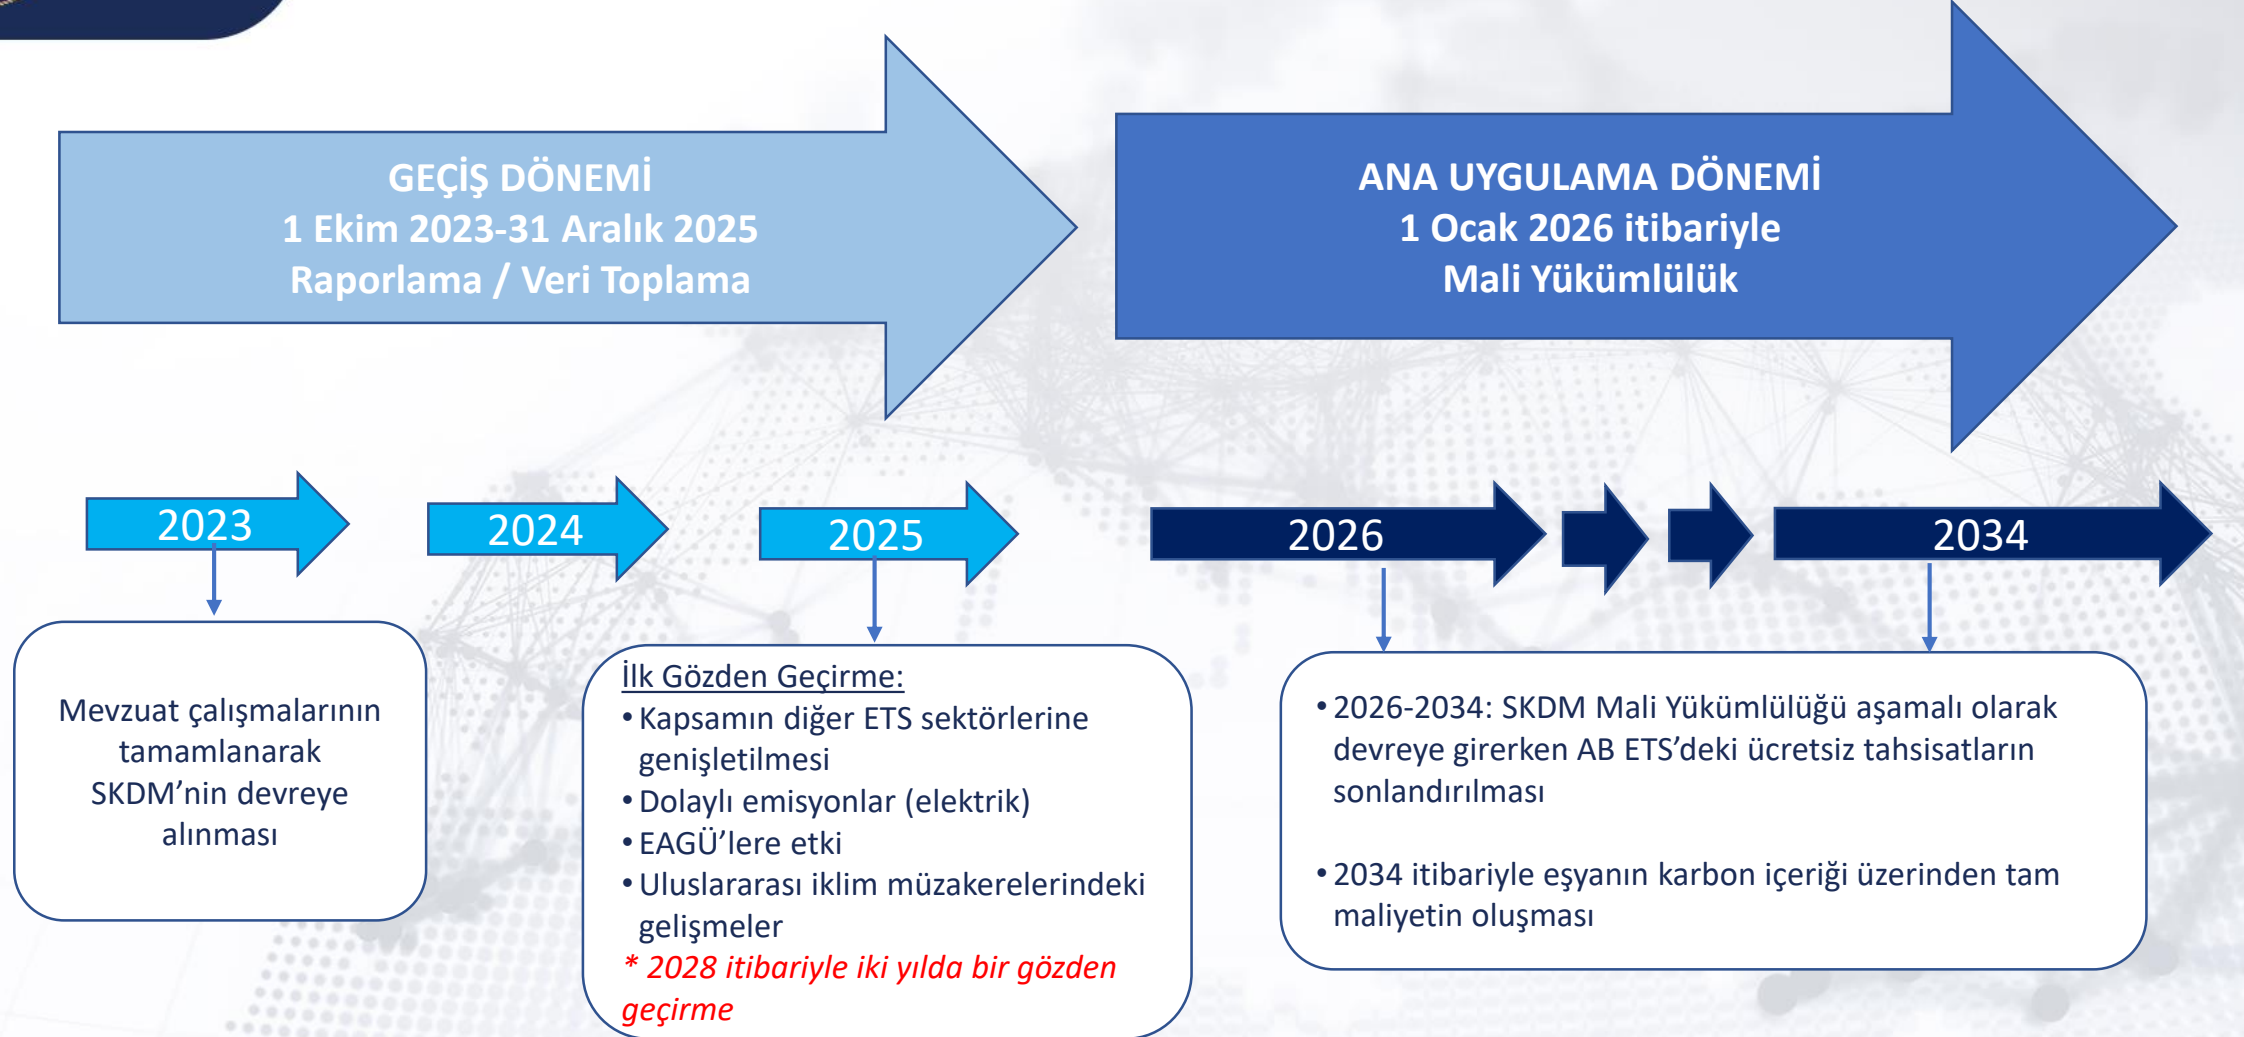 GEÇİŞ DÖNEMİ
1 Ekim 2023-31 Aralık 2025
Raporlama / Veri Toplama
ANA UYGULAMA DÖNEMİ
1 Ocak 2026 itibariyle
Mali Yükümlülük
2023
2024
2025
2026
2034
Mevzuat çalışmalarının
tamamlanarak
SKDM’nin devreye
alınması
İlk Gözden Geçirme:
• Kapsamın diğer ETS sektörlerine
genişletilmesi
• Dolaylı emisyonlar (elektrik)
• EAGÜ’lere etki
• Uluslararası iklim müzakerelerindeki
gelişmeler
* 2028 itibariyle iki yılda bir gözden
geçirme
• 2026-2034: SKDM Mali Yükümlülüğü aşamalı olarak
devreye girerken AB ETS’deki ücretsiz tahsisatların
sonlandırılması
• 2034 itibariyle eşyanın karbon içeriği üzerinden tam
maliyetin oluşması